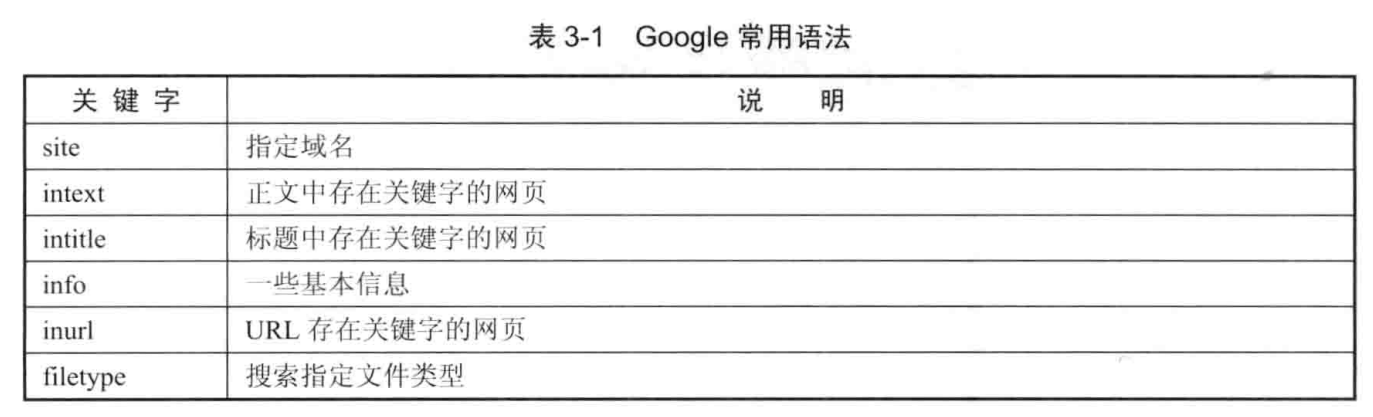 表 3-1 Google 常用语法
关 键 字 说 明
site 指定域名
intext 正文中存在关键字的网页
intitle 标题中存在关键字的网页
info 一些基本信息
inurl URL 存在关键字的网页
filetype 搜索指定文件类型